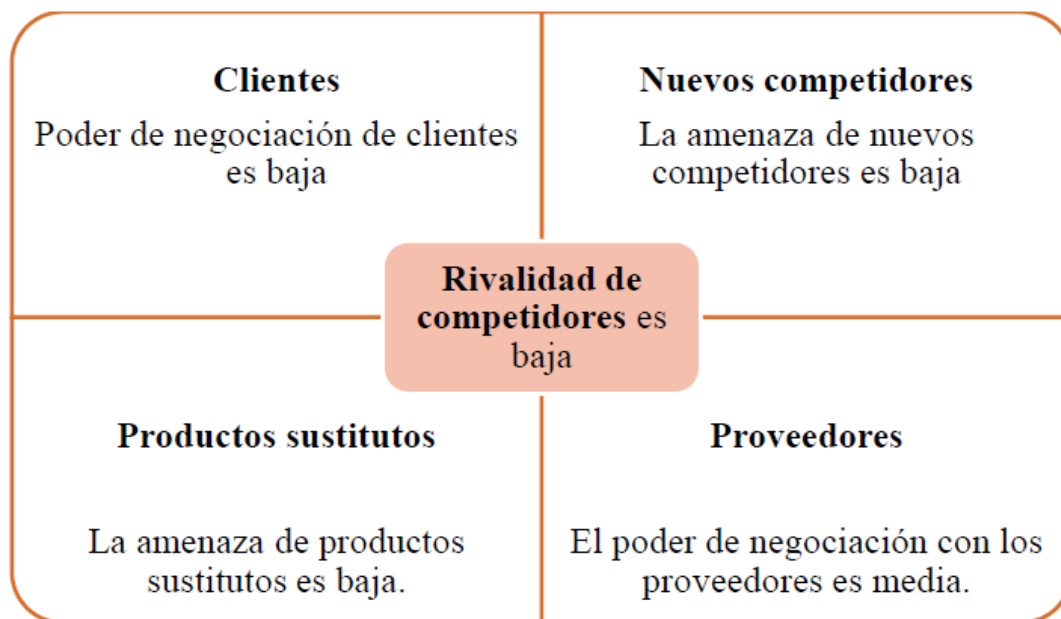 Clientes
Poder de negociación de clientes
es baja
Nuevos competidores
La amenaza de nuevos
competidores es baja
Rivalidad de
competidores es
baja
Productos sustitutos
La amenaza de productos
sustitutos es baja.
Proveedores
El poder de negociación con los
proveedores es media.